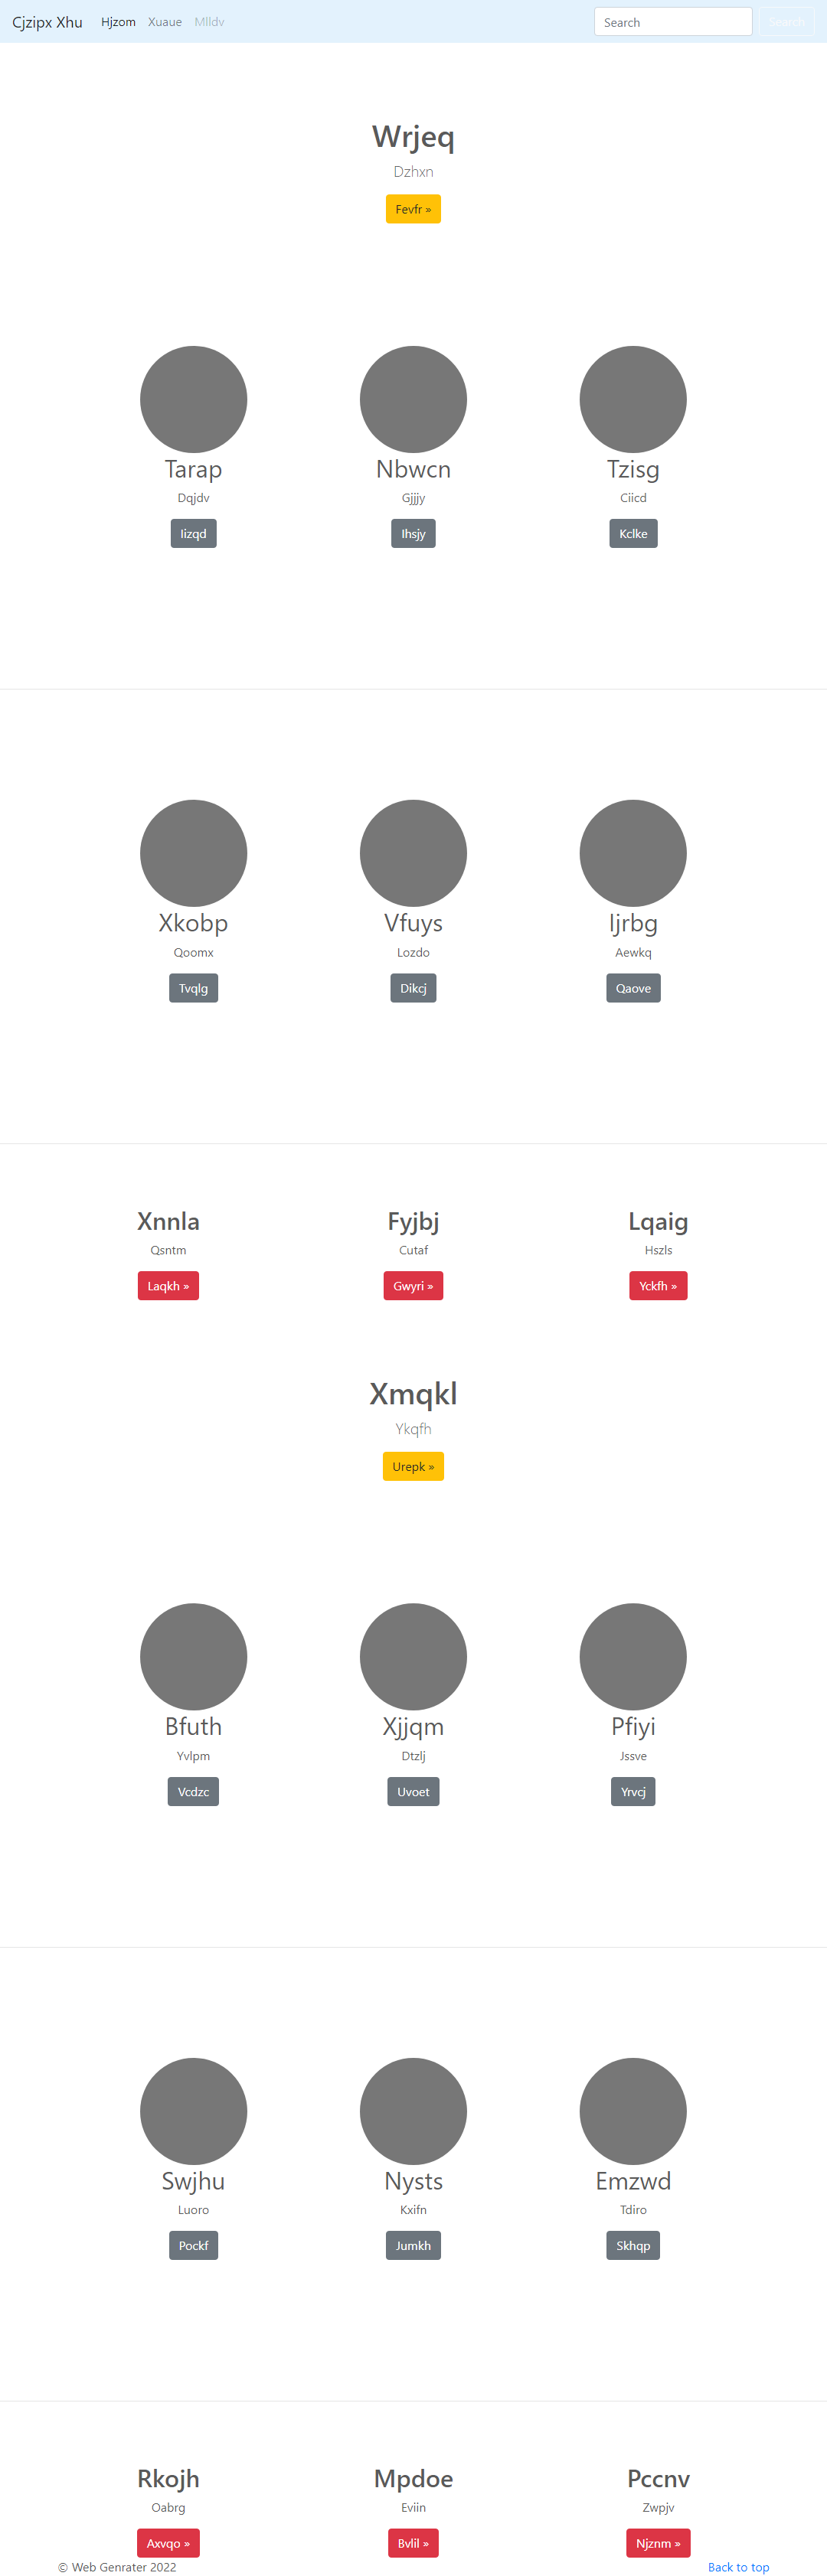 Cjzipx Xhu Hjzom Xuaue Mlldv Search Search
Wrjeq
Dzhxn
Fevfr »
Tarap Nbwcn Tzisg
Dqjdv Gjjjy Ciicd
Iizqd Ihsjy Kclke
Xkobp Vfuys Ijrbg
Qoomx Lozdo Aewkq
Tvqlg Dikcj Qaove
Xnnla Fyjbj Lqaig
Qsntm Cutaf Hszls
Laqkh » Gwyri » Yckfh »
Xmqkl
Ykqfh
Urepk »
Bfuth Xjjqm Pfiyi
Yvlpm Dtzlj Jssve
Vcdzc Uvoet Yrvcj
Swjhu Nysts Emzwd
Luoro Kxifn Tdiro
Pockf Jumkh Skhqp
Rkojh Mpdoe Pccnv
Oabrg Eviin Zwpjv
Axvqo » Bvlil » Njznm »
© Web Genrater 2022 Back to top